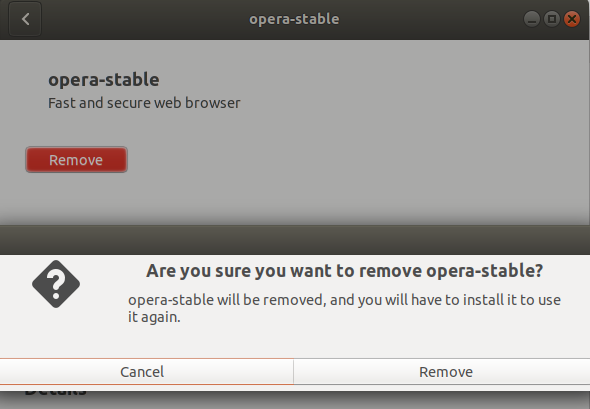 opera-stable
opera-stable
Fast and secure web browser
Remove
Are you sure you want to remove opera-stable?
opera-stable will be removed, and you will have to install it to use
it again.
Cancel
Remove
Details